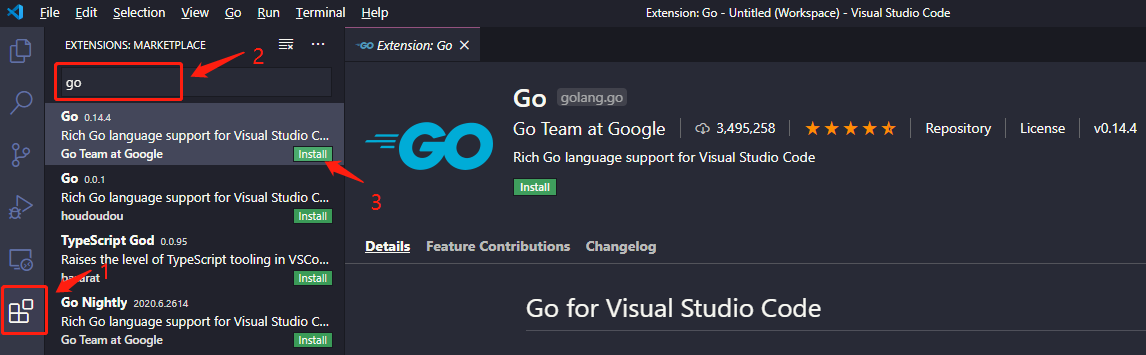 File Edit Selection View Go Run Terminal Help Extension: Go - Untitled (Workspace) - Visual Studio Code
EXTENSIONS: MARKETPLACE
2
go
Go 0.14.4
Rich Go language support for Visual Studio C...
Go Team at Google Install
3
Go 0.0.1
Rich Go language support for Visual Studio C...
houdoudou Install
TypeScript God 0.0.95
Raises the level of TypeScript tooling in VSCo...
1
Install
Go Nightly 2020.6.2614
Rich Go language support for Visual Studio C...
Go Team at Google Install
Extension: Go
GO
Go golang.go
Go Team at Google 3,495,258 Repository License v0.14.4
Rich Go language support for Visual Studio Code
Install
Details Feature Contributions Changelog
Go for Visual Studio Code